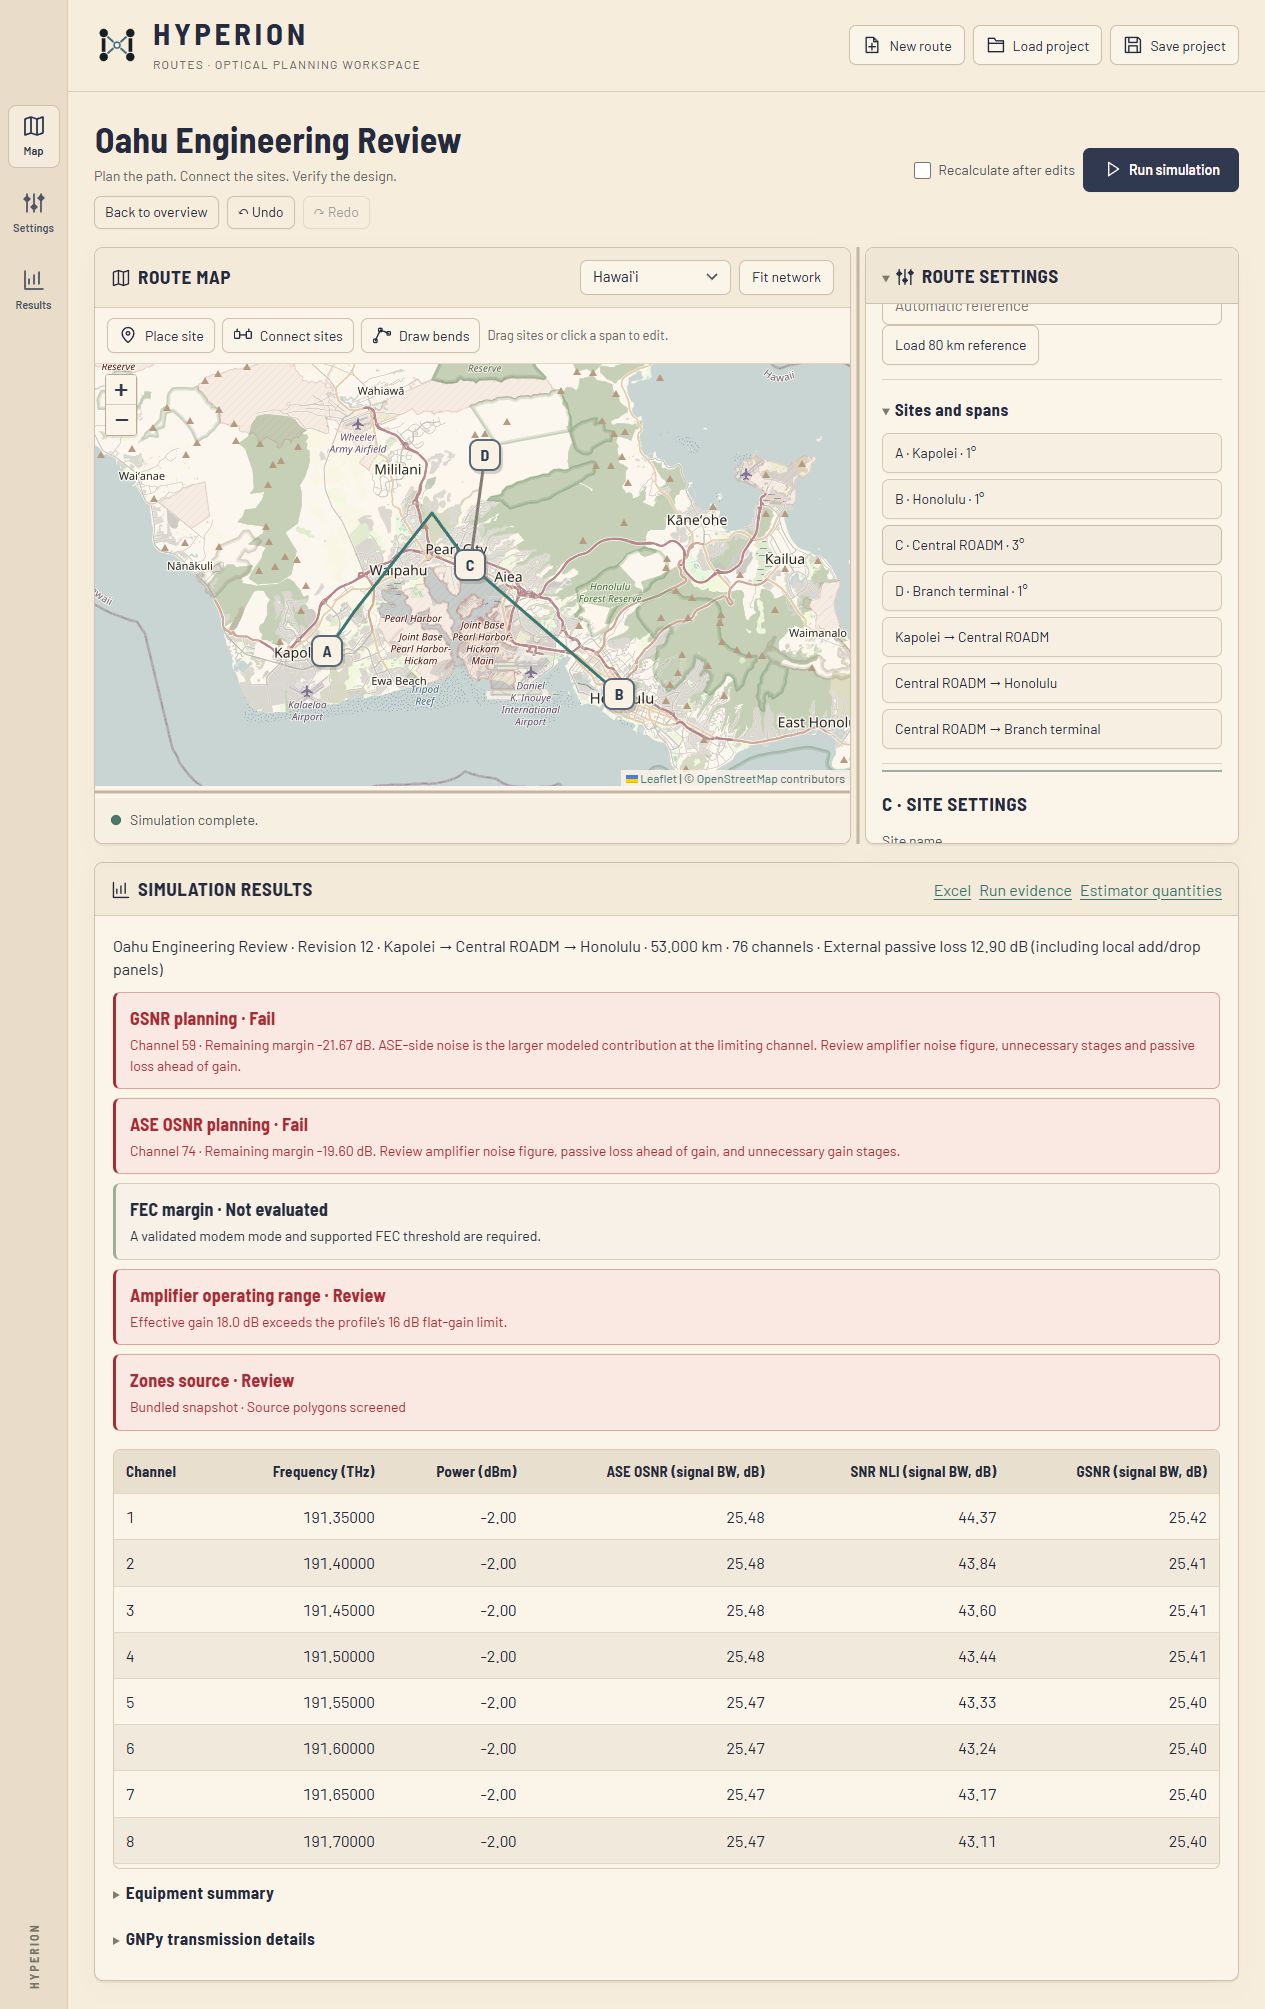 HYPERION
ROUTES · OPTICAL PLANNING WORKSPACE
New route
Load project
Save project
Map
Settings
Results
Oahu Engineering Review
Plan the path. Connect the sites. Verify the design.
Back to overview
↶ Undo
↷ Redo
Recalculate after edits
Run simulation
ROUTE MAP
Hawai'i
Fit network
Place site
Connect sites
Draw bends
Drag sites or click a span to edit.
+
−
Reserve
Wahiawā
Reserve
Hawaii
Wheeler
Army Airfield
D
Mililani
Wai'anae
Kāne'ohe
Pearl City
C
Kailua
Nānākuli
Waipahu
Aiea
Honolulu
Forest Reserve
Pearl Harbor
Joint Base
Pearl Harbor-
Hickam
Joint Base
Pearl Harbor-
Hickam
Main
Waimanalo
Kapol
A
Ewa Beach
Tripod
Reef
Daniel
K. Inouye
International
Airport
B
Kalaeloa
Airport
East Honolu
Leaflet | © OpenStreetMap contributors
Simulation complete.
ROUTE SETTINGS
Automatic reference
Load 80 km reference
Sites and spans
A · Kapolei · 1°
B · Honolulu · 1°
C · Central ROADM · 3°
D · Branch terminal · 1°
Kapolei → Central ROADM
Central ROADM → Honolulu
Central ROADM → Branch terminal
C · SITE SETTINGS
Site name
SIMULATION RESULTS
Excel Run evidence Estimator quantities
Oahu Engineering Review · Revision 12 · Kapolei → Central ROADM → Honolulu · 53.000 km · 76 channels · External passive loss 12.90 dB (including local add/drop
panels)
GSNR planning · Fail
Channel 59 · Remaining margin -21.67 dB. ASE-side noise is the larger modeled contribution at the limiting channel. Review amplifier noise figure, unnecessary stages and passive
loss ahead of gain.
ASE OSNR planning · Fail
Channel 74 · Remaining margin -19.60 dB. Review amplifier noise figure, passive loss ahead of gain, and unnecessary gain stages.
FEC margin · Not evaluated
A validated modem mode and supported FEC threshold are required.
Amplifier operating range · Review
Effective gain 18.0 dB exceeds the profile's 16 dB flat-gain limit.
Zones source · Review
Bundled snapshot · Source polygons screened
Channel Frequency (THz) Power (dBm) ASE OSNR (signal BW, dB) SNR NLI (signal BW, dB) GSNR (signal BW, dB)
1 191.35000 -2.00 25.48 44.37 25.42
2 191.40000 -2.00 25.48 43.84 25.41
3 191.45000 -2.00 25.48 43.60 25.41
4 191.50000 -2.00 25.48 43.44 25.41
5 191.55000 -2.00 25.47 43.33 25.40
6 191.60000 -2.00 25.47 43.24 25.40
7 191.65000 -2.00 25.47 43.17 25.40
8 191.70000 -2.00 25.47 43.11 25.40
Equipment summary
GNPy transmission details
HYPERION